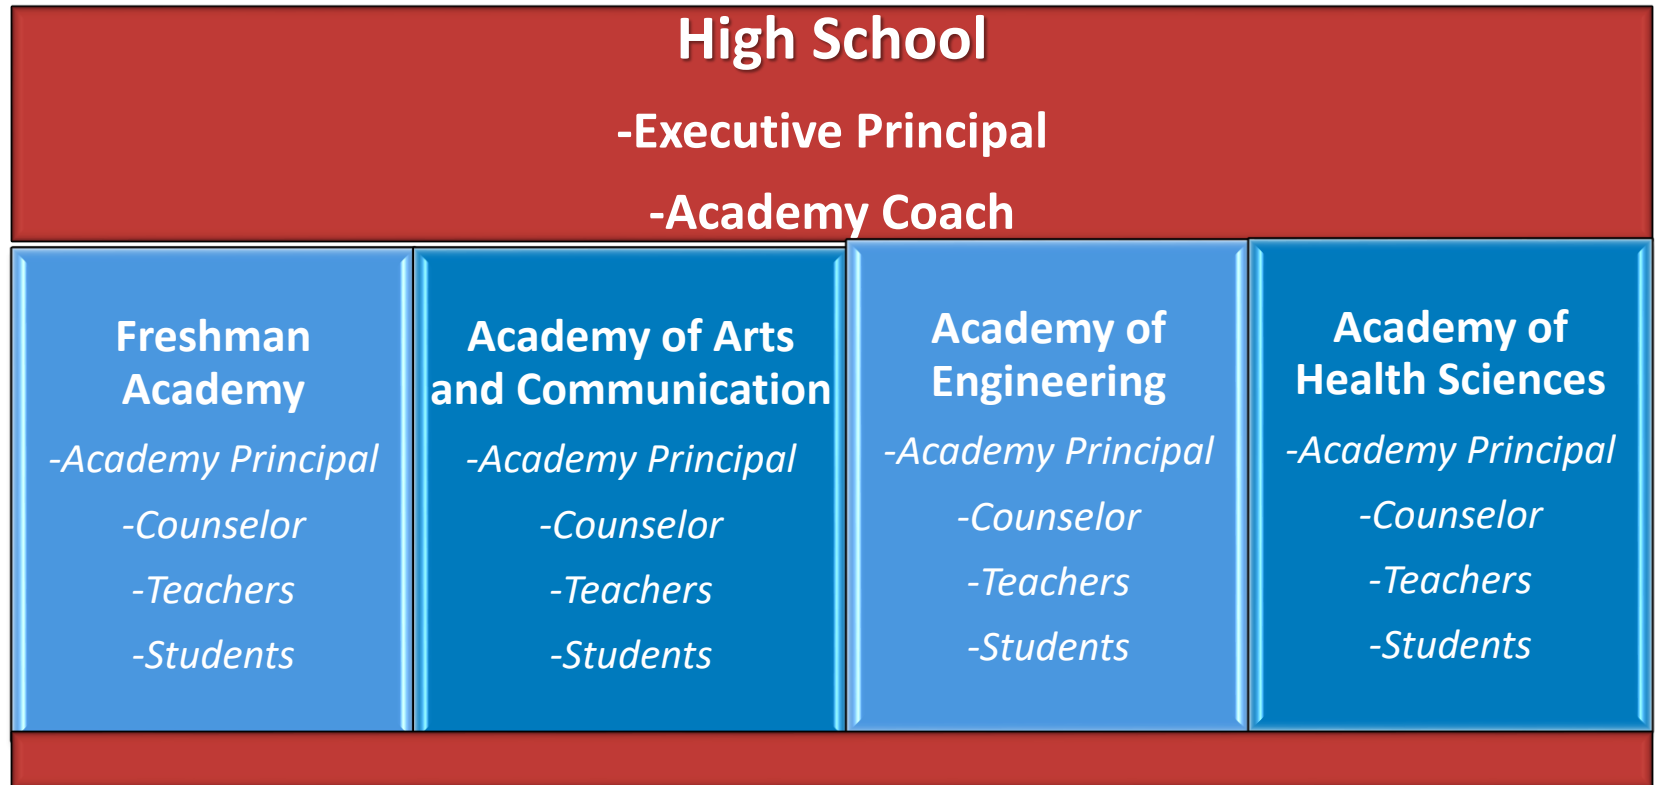 High School
-Executive Principal
-Academy Coach
Freshman
Academy
-Academy Principal
-Counselor
-Teachers
-Students
Academy of Arts
and Communication
-Academy Principal
-Counselor
-Teachers
-Students
Academy of
Engineering
-Academy Principal
-Counselor
-Teachers
-Students
Academy of
Health Sciences
-Academy Principal
-Counselor
-Teachers
-Students